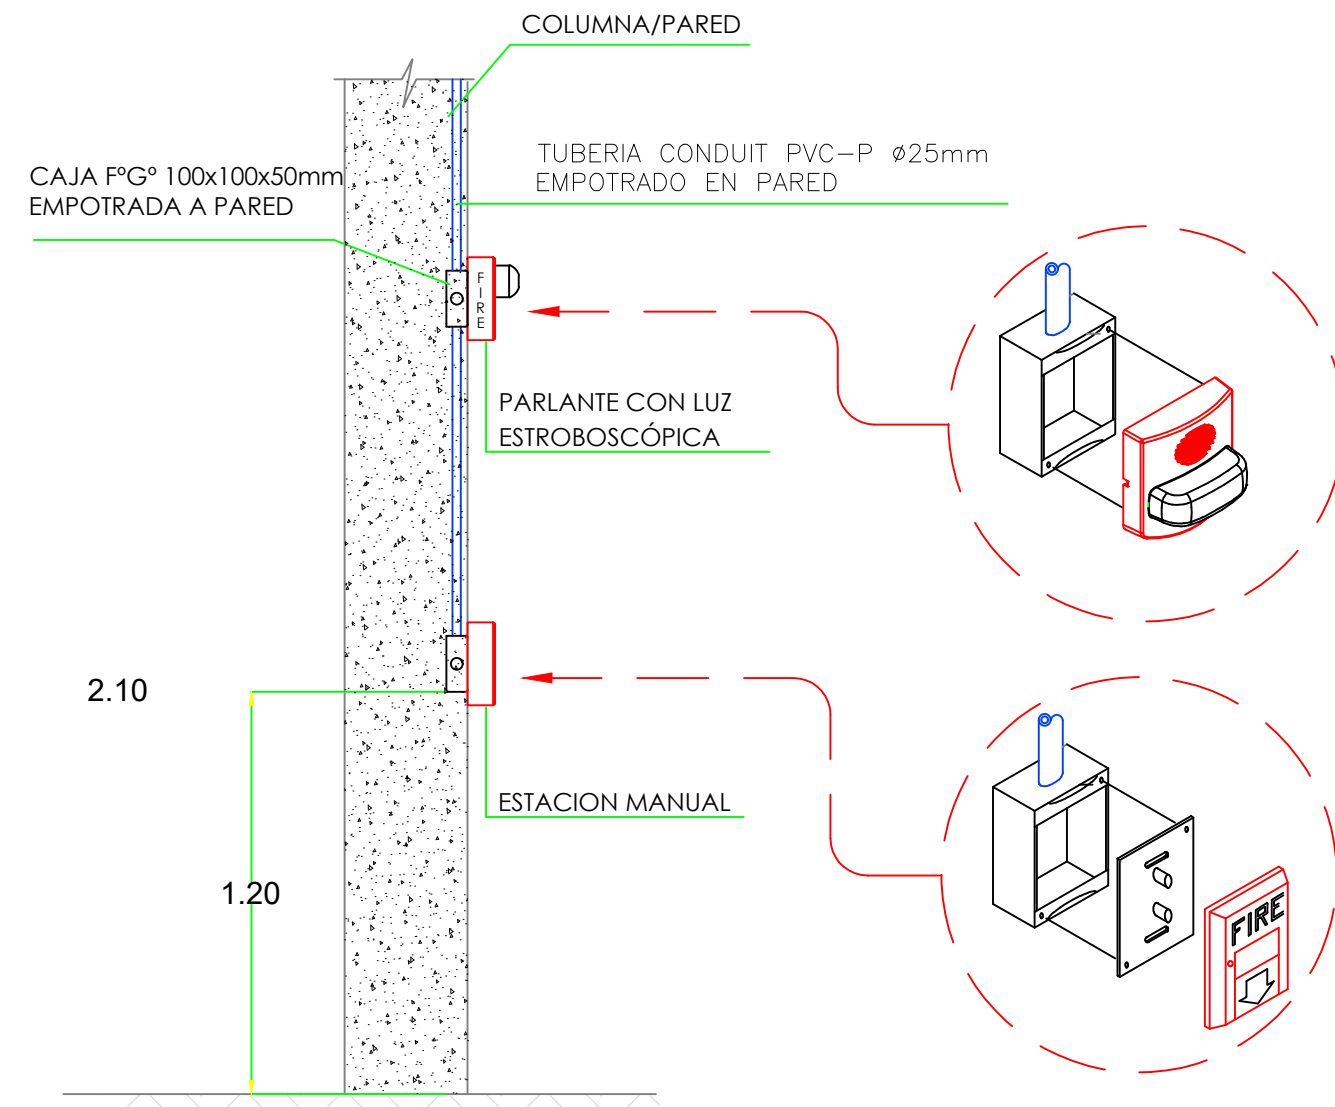 COLUMNA/PARED
TUBERIA CONDUIT PVC-P ø25mm
EMPOTRADO EN PARED
CAJA FºGº 100x100x50mm
EMPOTRADA A PARED
FIRE
PARLANTE CON LUZ
ESTROBOSCÓPICA
2.10
ESTACION MANUAL
1.20
FIRE